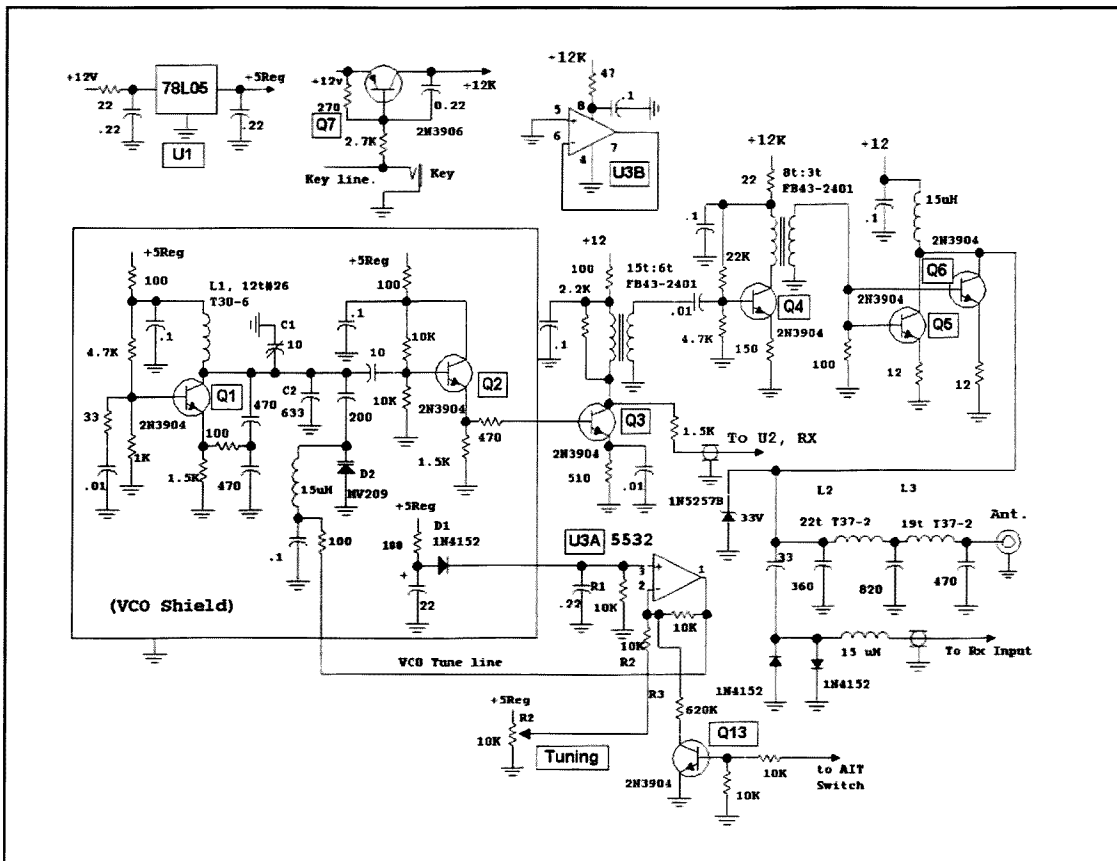 +12V
78L05
+5Reg
22
.22
.22
U1
+12v
+12K
270
Q7
0.22
2N3906
2.7K
Key line.
Key
+12K
47
.1
5
6
8
7
4
U3B
+12K
22
8t:3t
FB43-2401
.1
22K
.01
4.7K
Q4
2N3904
150
+12
.1
15uH
2N3904
Q6
2N3904
Q5
100
12
12
+5Reg
100
L1, 12t#26
T30-6
.1
4.7K
C1
10
Q1
2N3904
33
.01
1K
100
1.5K
470
470
C2
633
200
10
+5Reg
100
.1
10K
10K
Q2
2N3904
1.5K
470
15uH
.1
D2
MV209
100
+12
100
2.2K
15t:6t
FB43-2401
.1
Q3
2N3904
510
.01
1.5K
To U2, RX
+5Reg
D1
1N4152
+
22
(VCO Shield)
VCO Tune line
U3A
5532
R1
.22
10K
3
2
+
-
1
10K
10K
R2
R3
620K
+5Reg
R2
10K
Tuning
Q13
2N3904
10K
10K
to AIT
Switch
1N5257B
33V
L2
L3
22t T37-2
19t T37-2
Ant.
33
360
820
470
15 uH
To Rx Input
1N4152
1N4152